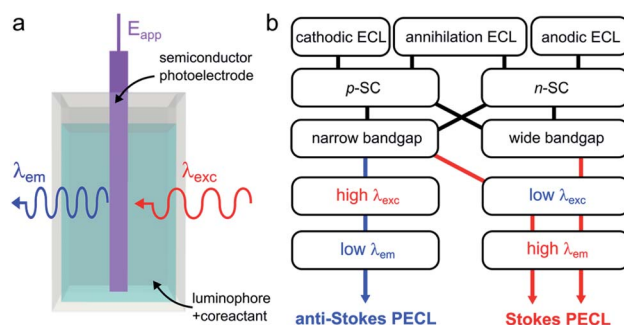 a
E_app
semiconductor
photoelectrode
λ_em
λ_exc
luminophore
+coreactant
b
cathodic ECL
annihilation ECL
anodic ECL
p-SC
n-SC
narrow bandgap
wide bandgap
high λ_exc
low λ_exc
low λ_em
high λ_em
anti-Stokes PECL
Stokes PECL